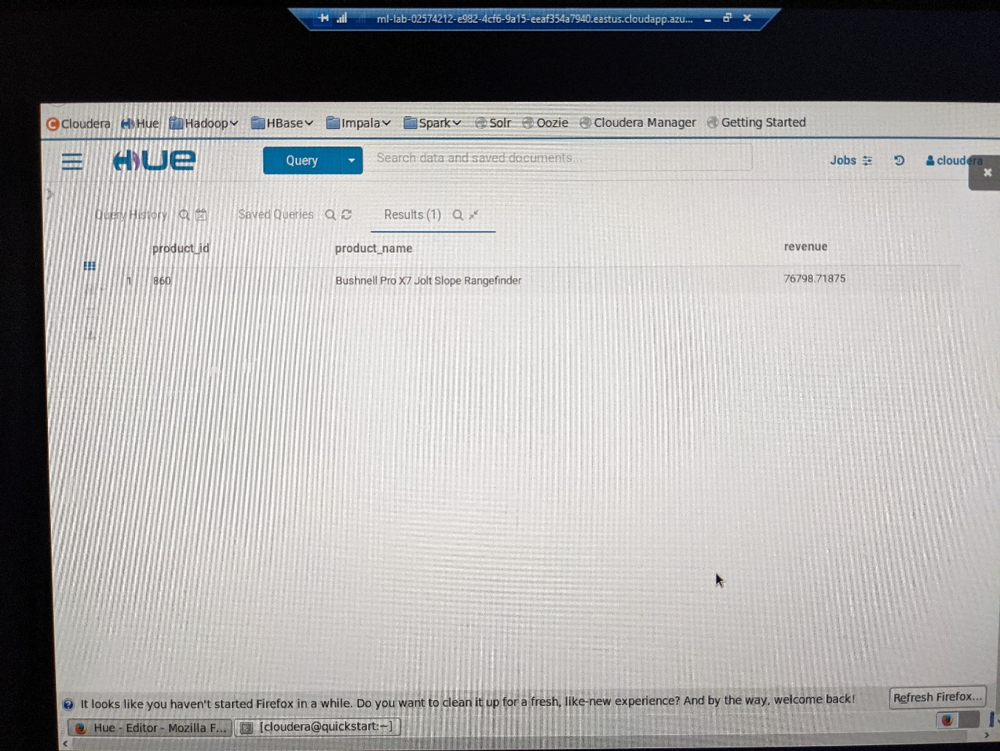 ml-lab-02574212-e982-4cf6-9a15-eeaf354a7940.eastus.cloudapp.azu...
Cloudera Hue Hadoop HBase Impala Spark Solr Oozie Cloudera Manager Getting Started
HUE Query Search data and saved documents... Jobs cloudera
Query History Saved Queries Results (1)
product_id product_name revenue
1 860 Bushnell Pro X7 Jolt Slope Rangefinder 76798.71875
It looks like you haven't started Firefox in a while. Do you want to clean it up for a fresh, like-new experience? And by the way, welcome back! Refresh Firefox...
Hue - Editor - Mozilla F... [cloudera@quickstart:~]